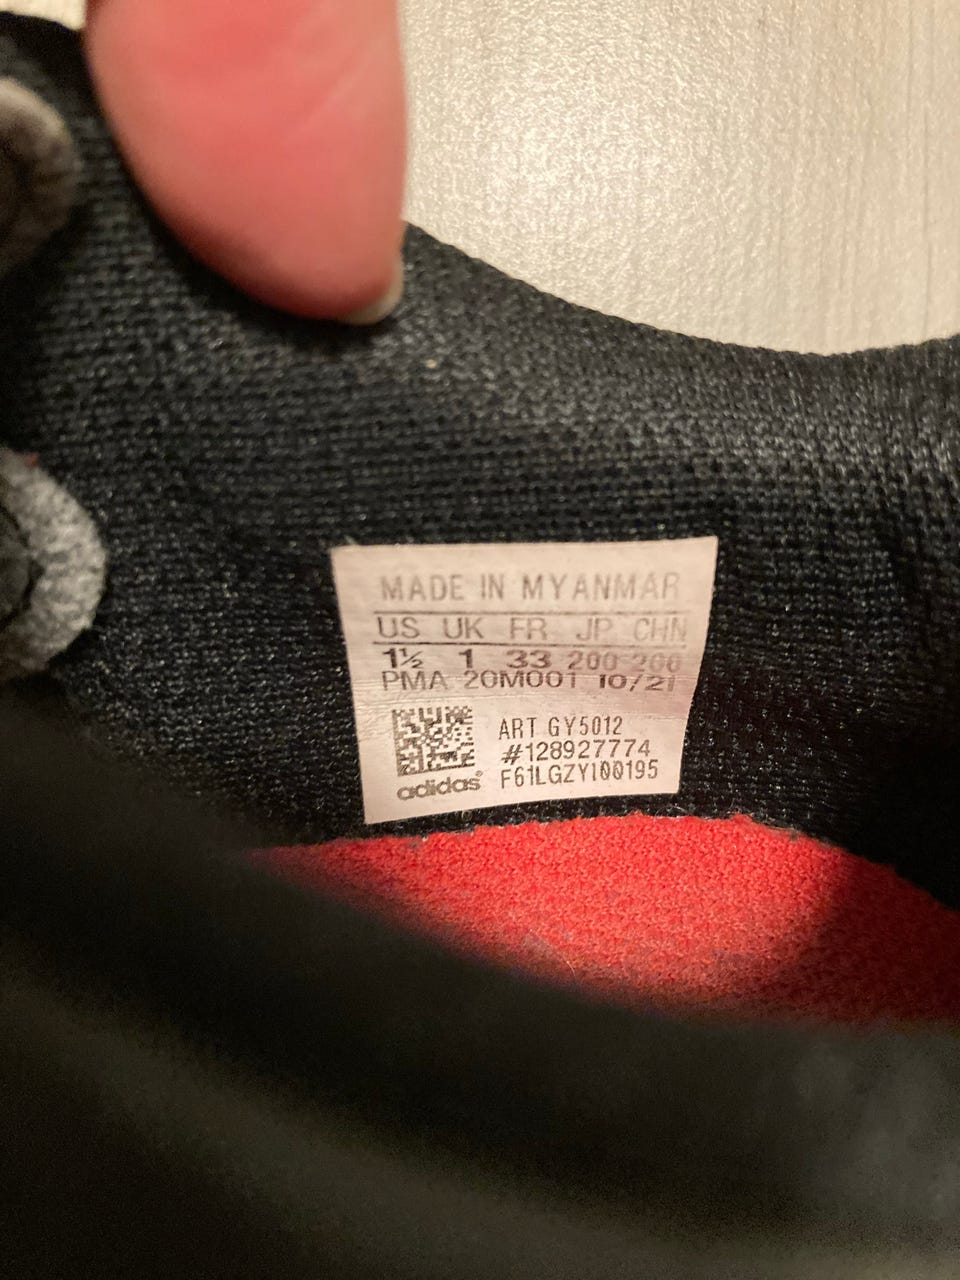 MADE IN MYANMAR
US UK FR JP CHN
1½ 1 33 200 200
PMA 20M001 10/21
ART GY5012
#128927774
F61LGZY100195
adidas®